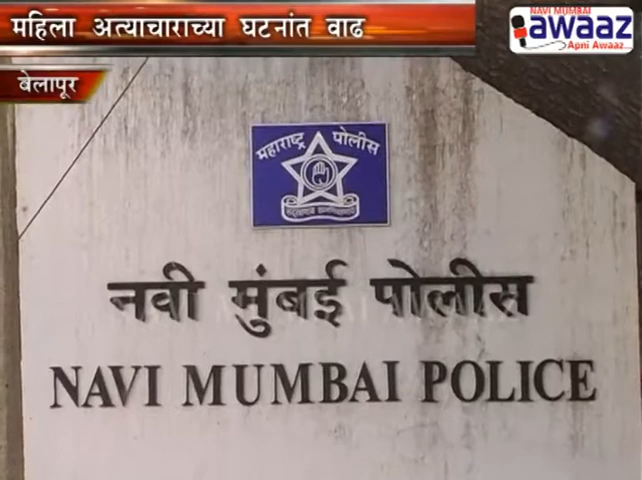 महिला अत्याचाराच्या घटनांत वाढ
NAVI MUMBAI
awaaz
Apni Awaaz...
बेलापूर
महाराष्ट्र पोलीस
नवी मुंबई पोलीस
NAVI MUMBAI POLICE